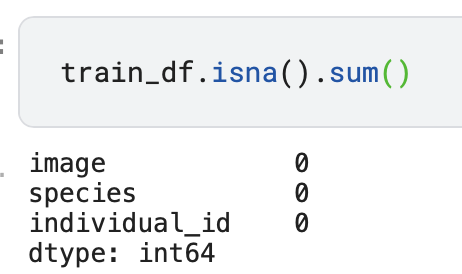 train_df.isna().sum()
image 0
species 0
individual_id 0
dtype: int64